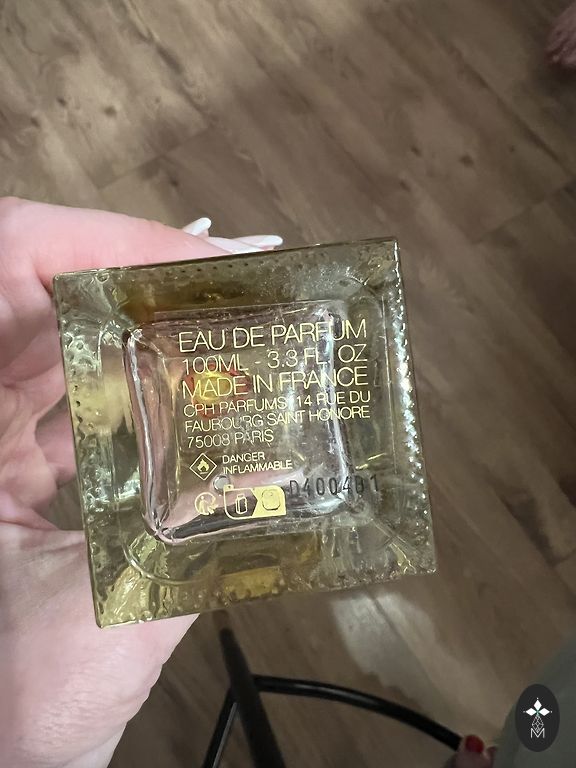 EAU DE PARFUM
100ML - 3.3 FL. OZ
MADE IN FRANCE
CPH PARFUMS, 14 RUE DU
FAUBOURG SAINT HONORE
75008 PARIS
DANGER
INFLAMMABLE
D4004D1
M